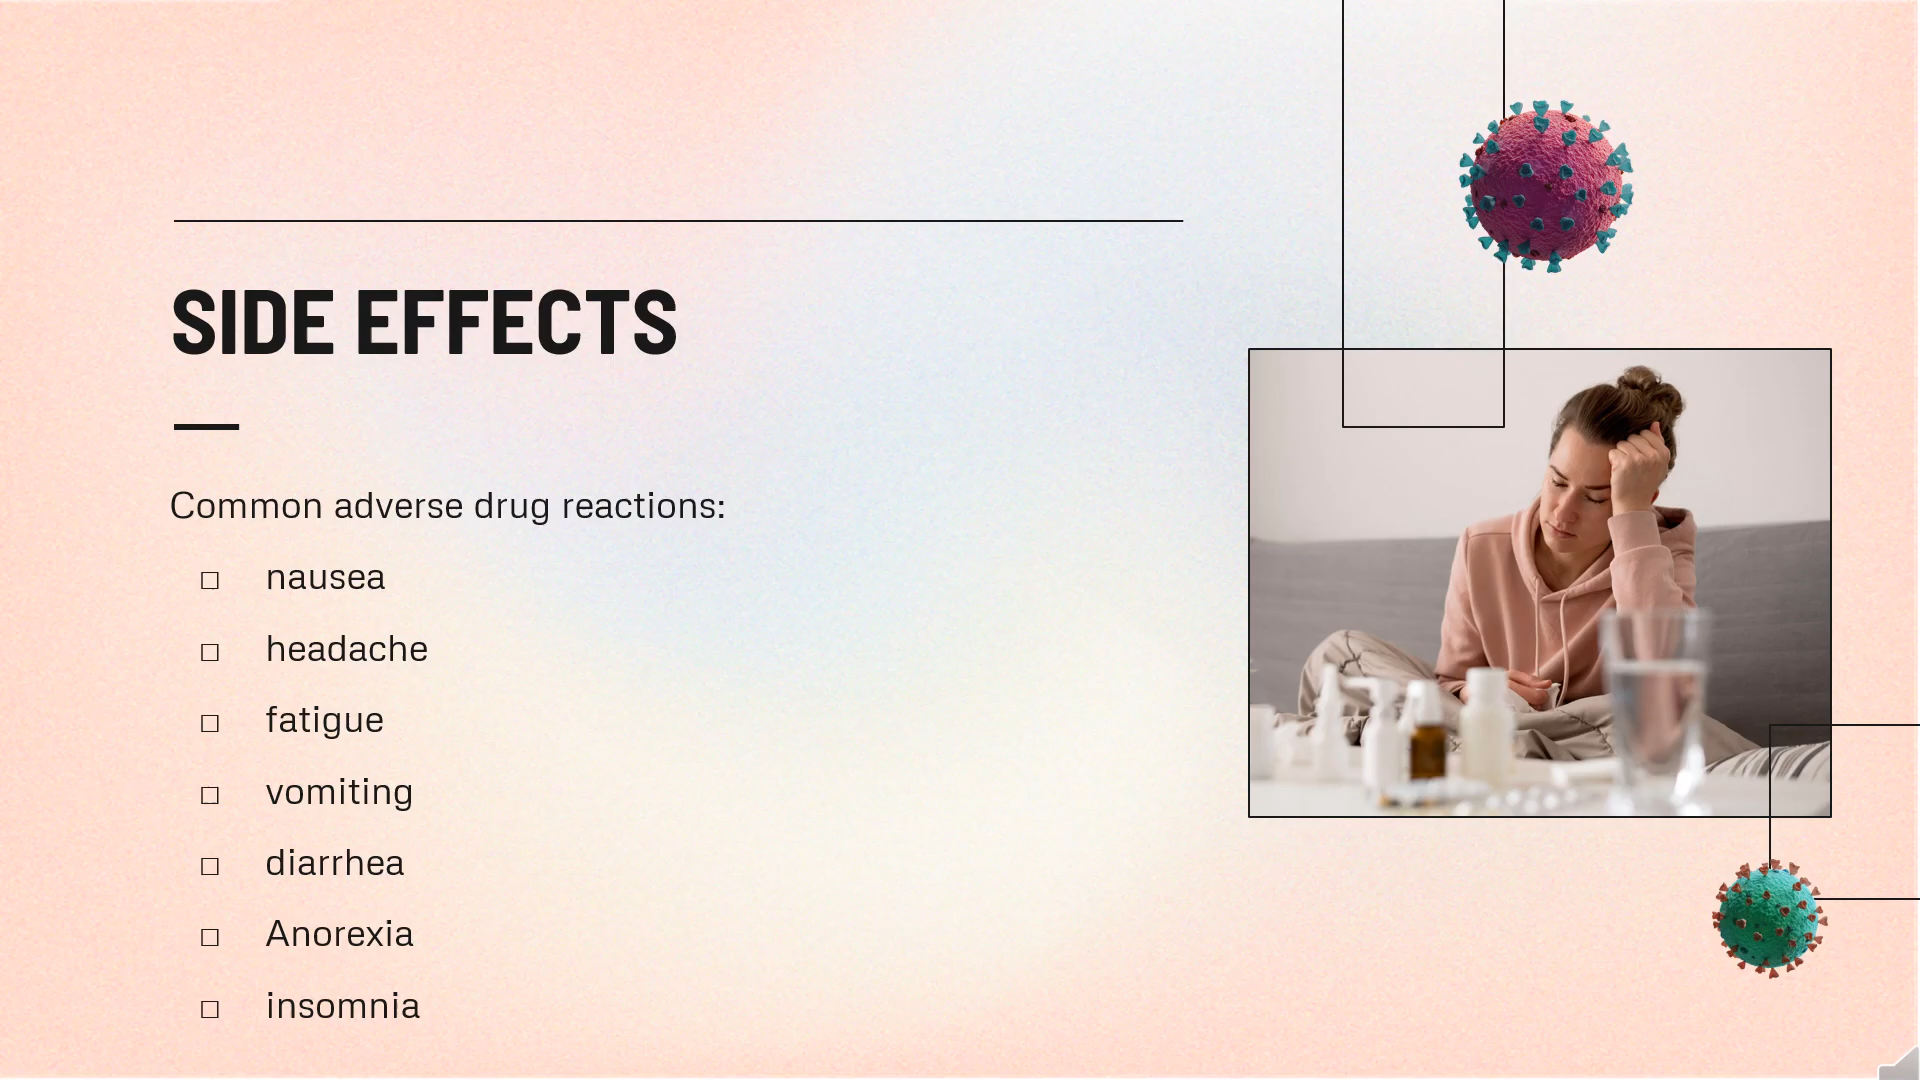 SIDE EFFECTS
Common adverse drug reactions:
□ nausea
□ headache
□ fatigue
□ vomiting
□ diarrhea
□ Anorexia
□ insomnia